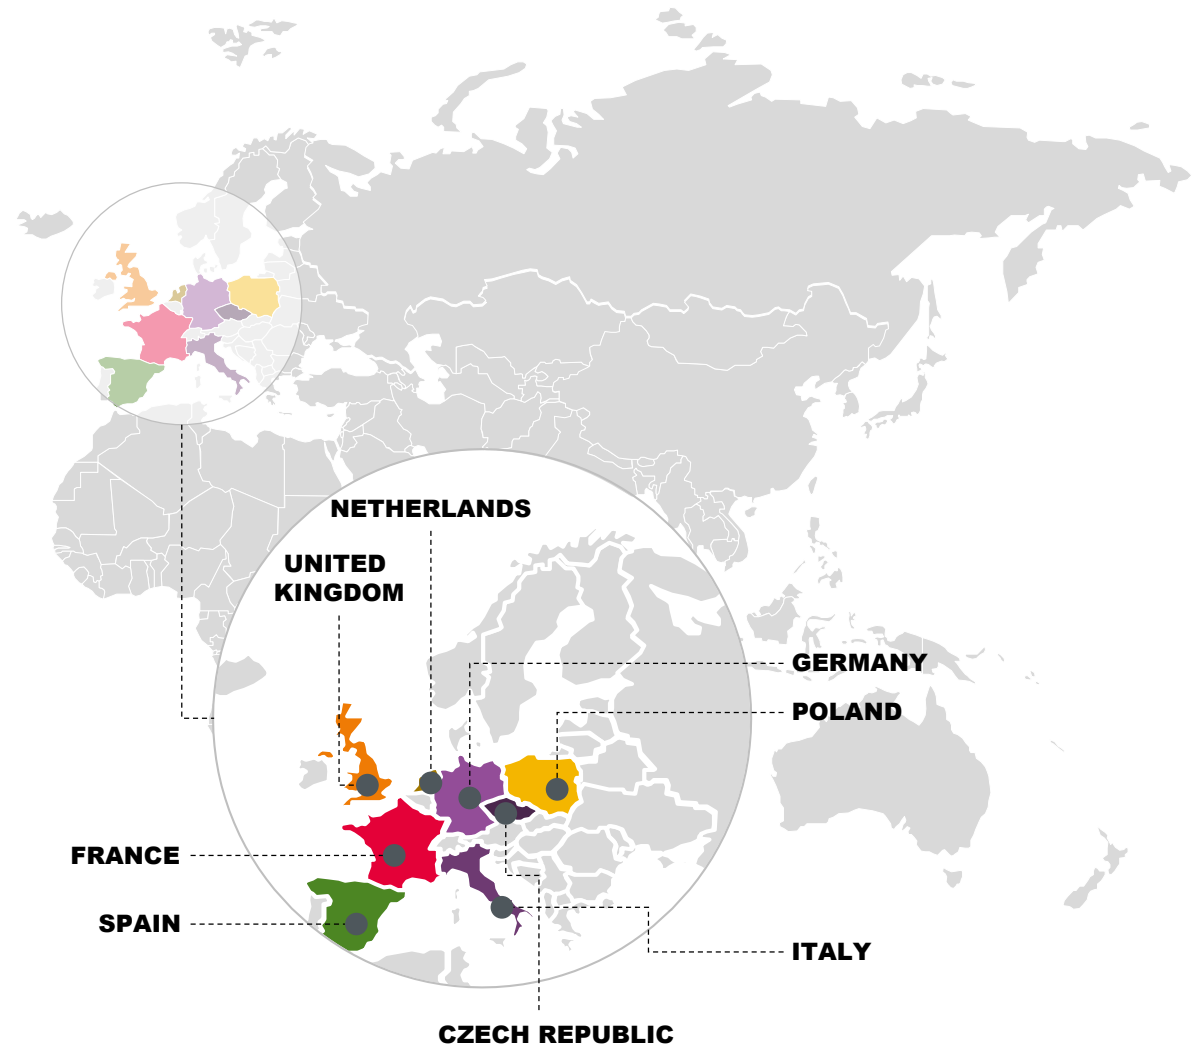 NETHERLANDS
UNITED
KINGDOM
GERMANY
POLAND
FRANCE
SPAIN
ITALY
CZECH REPUBLIC